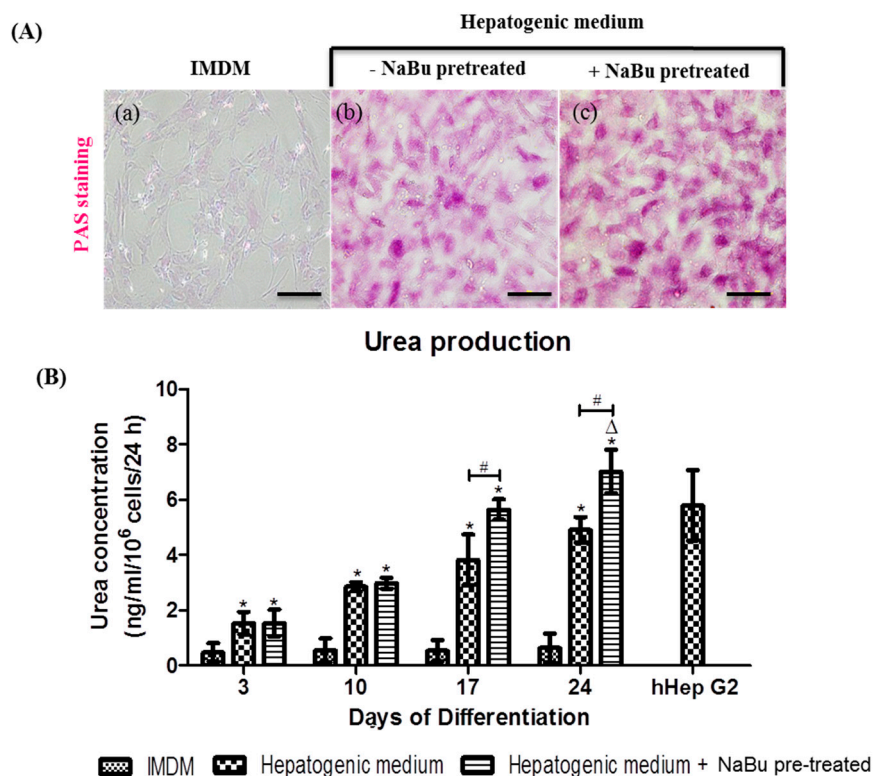 Hepatogenic medium
(A)
IMDM
- NaBu pretreated
+ NaBu pretreated
PAS staining
(a)
(b)
(c)
Urea production
(B)
Urea concentration
(ng/ml/10⁶ cells/24 h)
10
8
6
4
2
0
* *
* *
* * #
* * Δ #
3 10 17 24 hHep G2
Days of Differentiation
IMDM Hepatogenic medium Hepatogenic medium + NaBu pre-treated